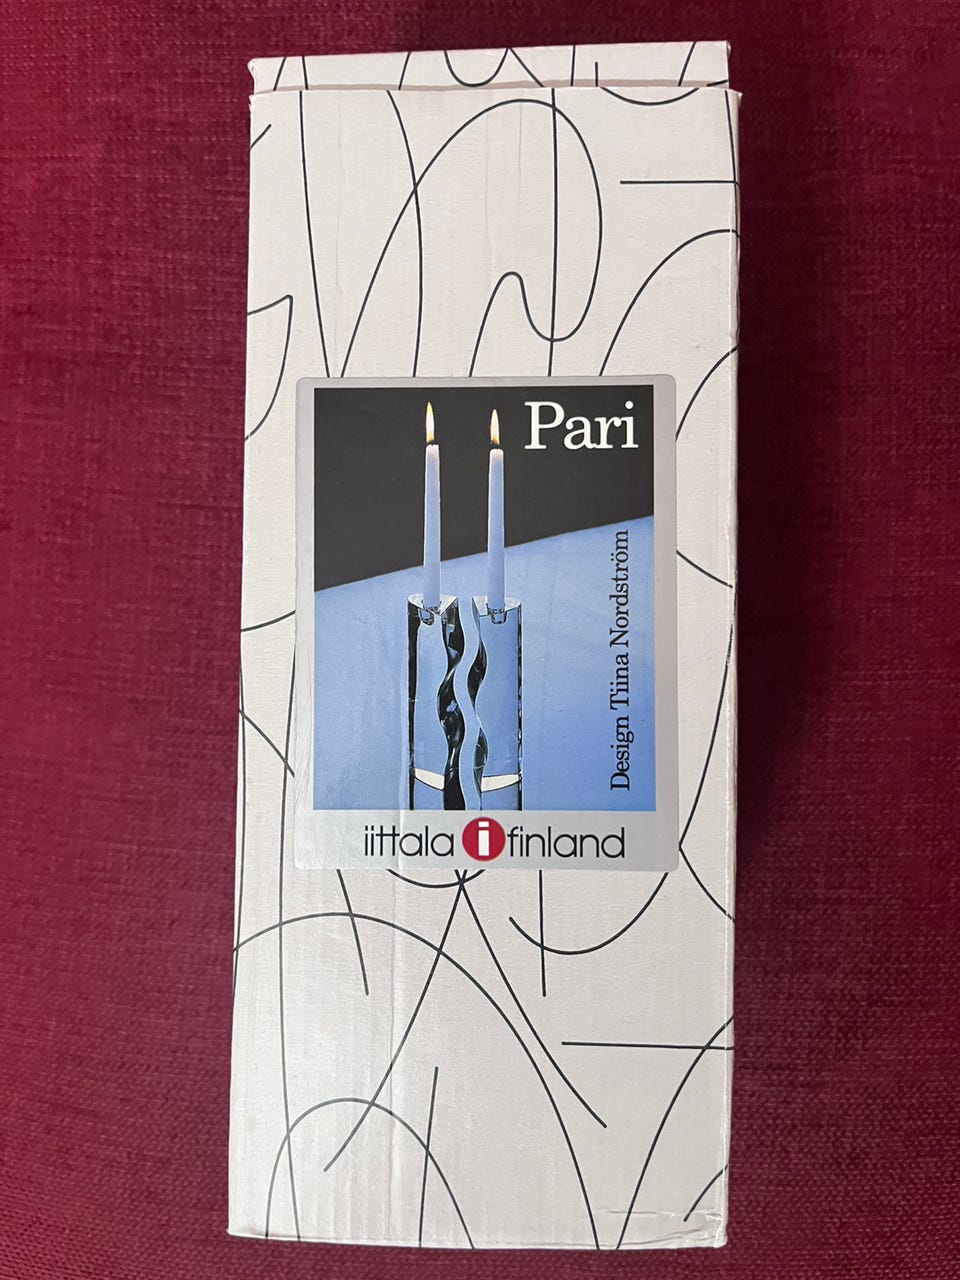 Pari
Design Tiina Nordström
iittala i finland